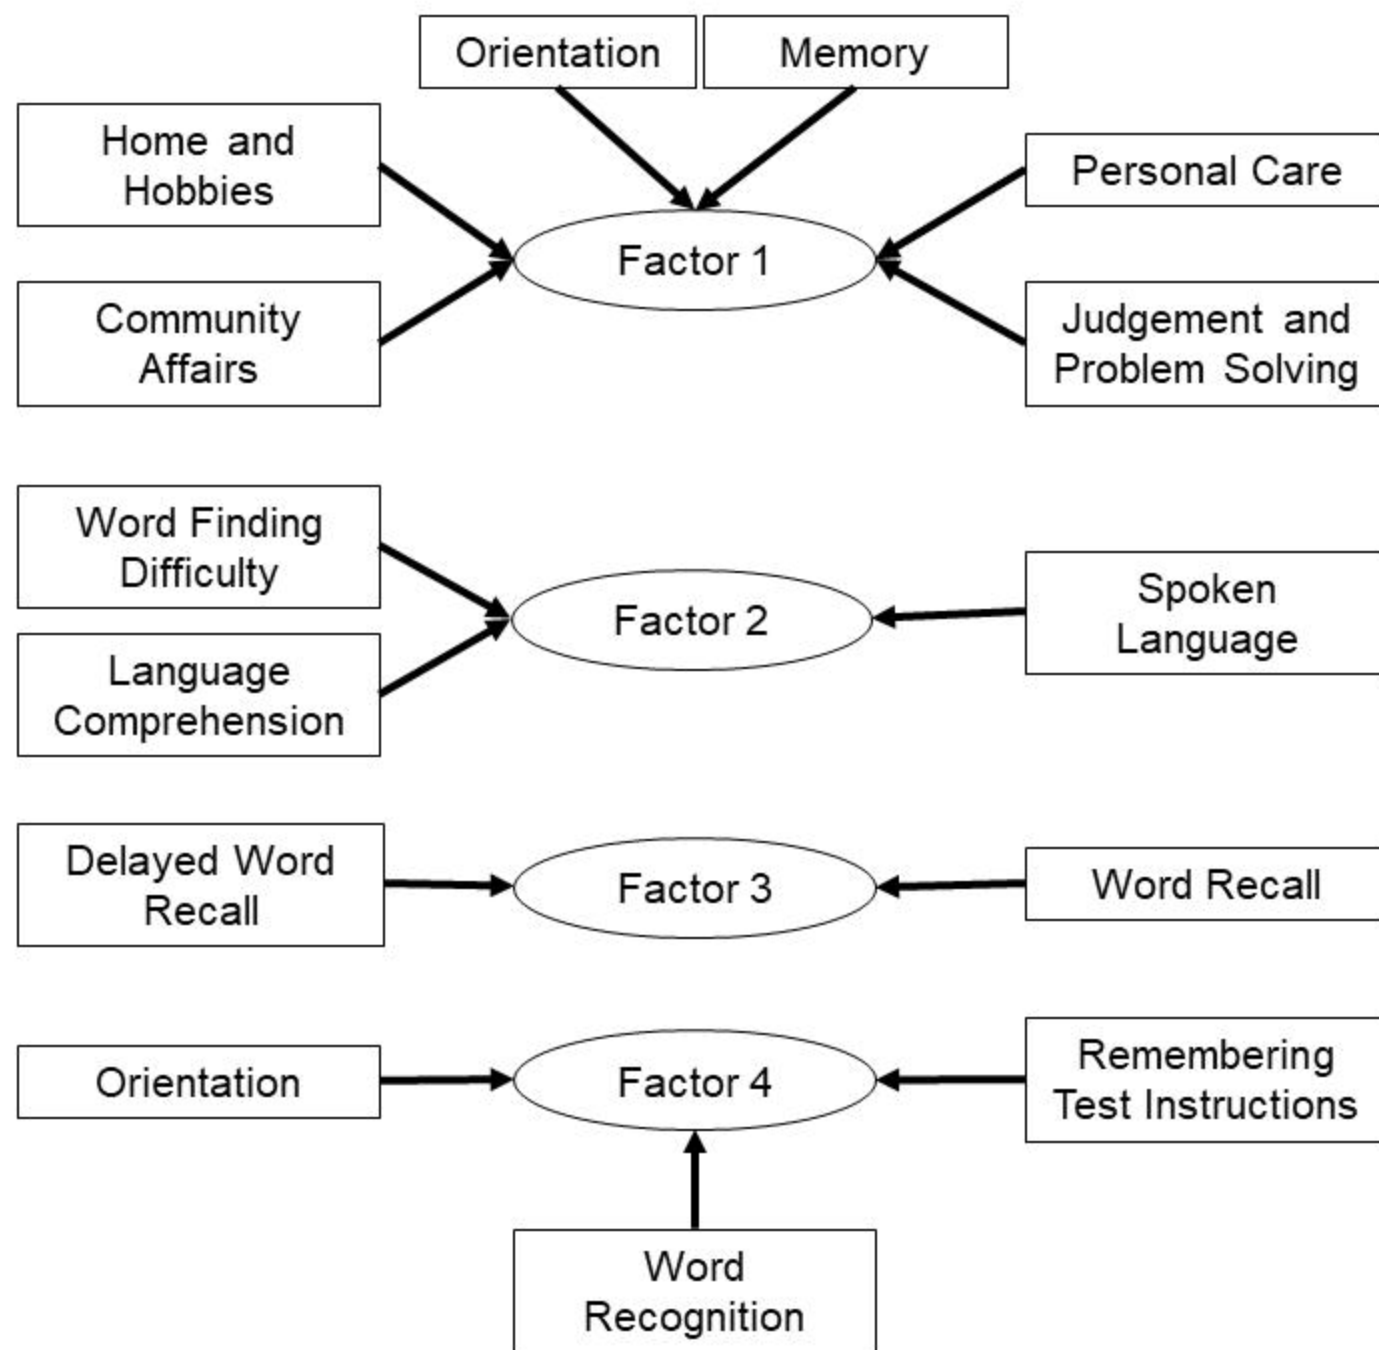 Orientation
Memory
Home and
Hobbies
Personal Care
Factor 1
Community
Affairs
Judgement and
Problem Solving
Word Finding
Difficulty
Factor 2
Spoken
Language
Language
Comprehension
Delayed Word
Recall
Factor 3
Word Recall
Orientation
Factor 4
Remembering
Test Instructions
Word
Recognition